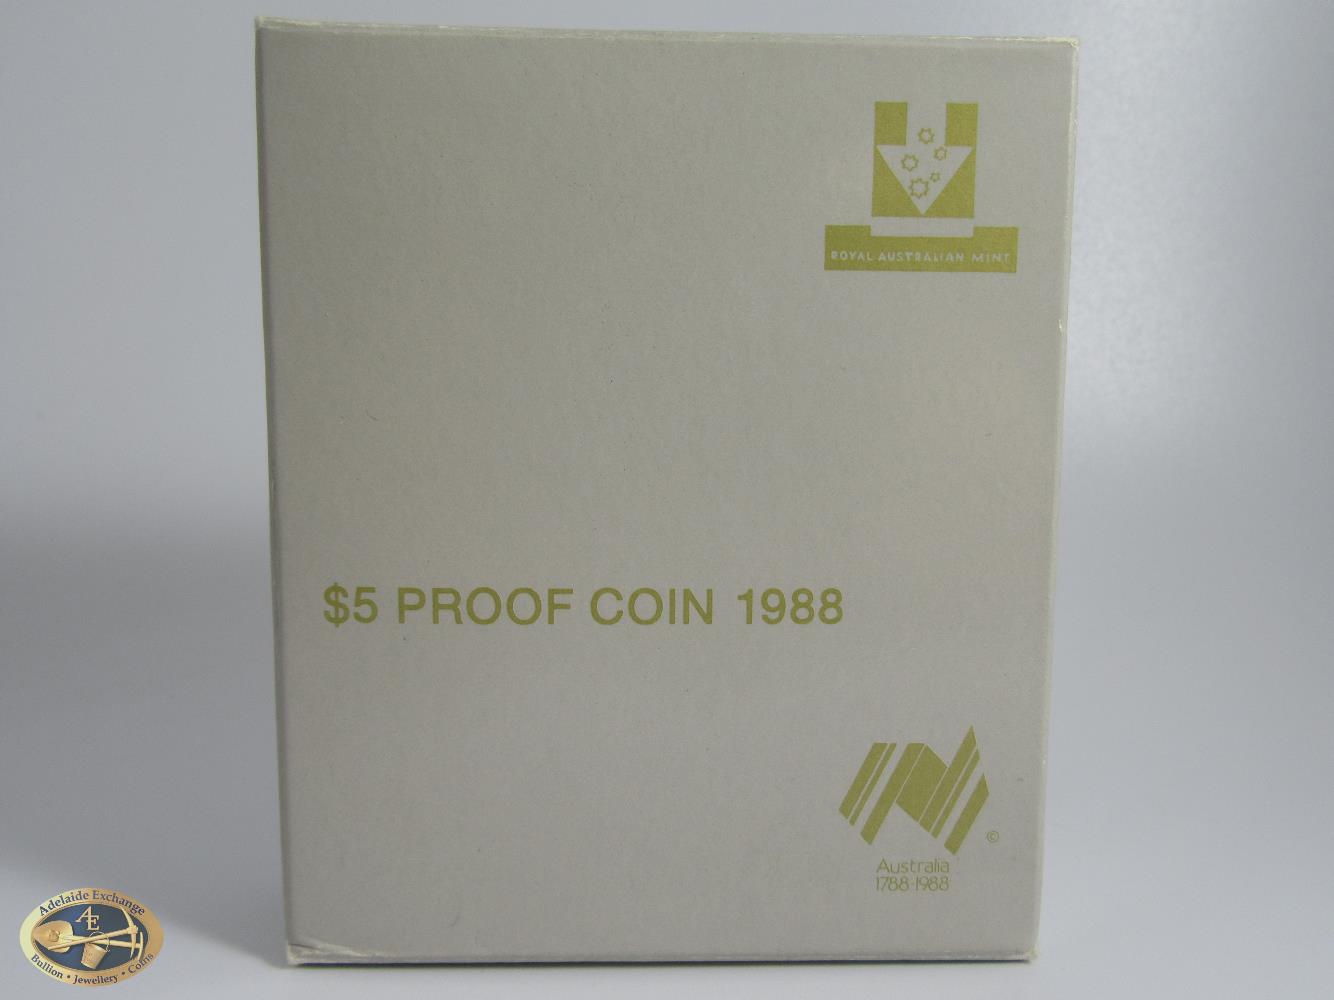 ROYAL AUSTRALIAN MINT
$5 PROOF COIN 1988
©
Australia
1788-1988
Adelaide Exchange
AE
Bullion • Jewellery • Coins